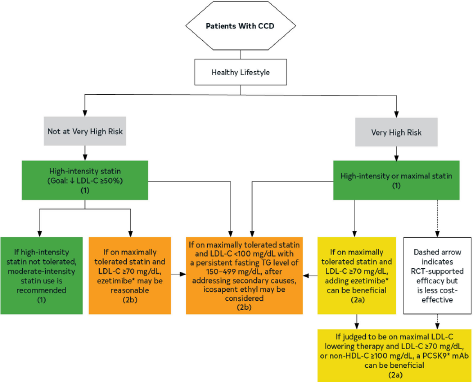 Patients With CCD
Healthy Lifestyle
Not at Very High Risk
Very High Risk
High-intensity statin
(Goal: ↓ LDL-C ≥50%)
(1)
High-intensity or maximal statin
(1)
If high-intensity
statin not tolerated,
moderate-intensity
statin use is
recommended
(1)
If on maximally
tolerated statin
and LDL-C ≥70 mg/dL,
ezetimibe* may be
reasonable
(2b)
If on maximally tolerated statin
and LDL-C <100 mg/dL with
a persistent fasting TG level of
150–499 mg/dL, after
addressing secondary causes,
icosapent ethyl may be
considered
(2b)
If on maximally
tolerated statin and
LDL-C ≥70 mg/dL,
adding ezetimibe*
can be beneficial
(2a)
Dashed arrow
indicates
RCT-supported
efficacy but
is less cost-
effective
If judged to be on maximal LDL-C
lowering therapy and LDL-C ≥70 mg/dL,
or non-HDL-C ≥100 mg/dL, a PCSK9* mAb
can be beneficial
(2a)